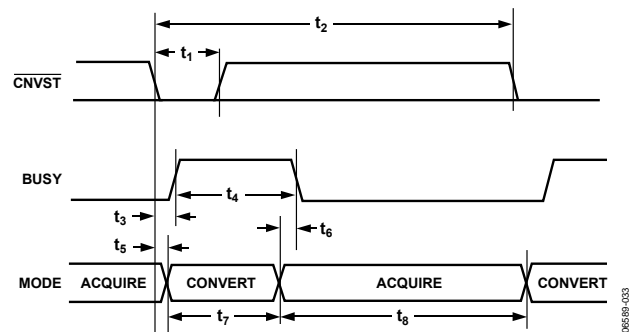 t2
t1
CNVST
BUSY
t4
t3
t6
t5
MODE ACQUIRE CONVERT ACQUIRE CONVERT
t7 t8
06589-033